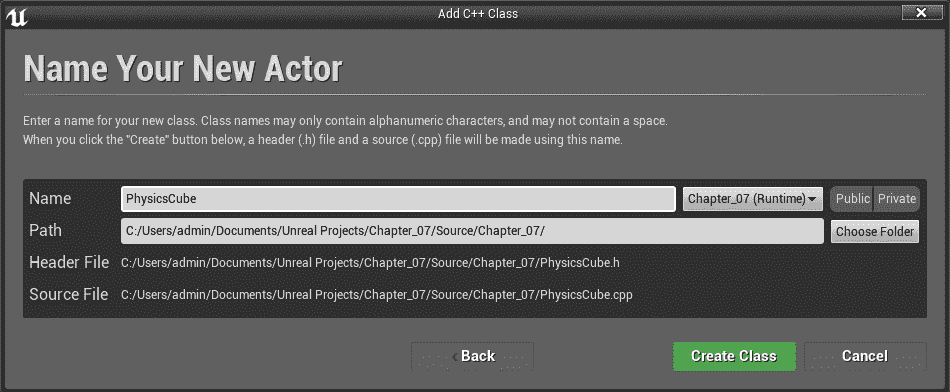 Add C++ Class
Name Your New Actor
Enter a name for your new class. Class names may only contain alphanumeric characters, and may not contain a space.
When you click the "Create" button below, a header (.h) file and a source (.cpp) file will be made using this name.
Name PhysicsCube Chapter_07 (Runtime) Public Private
Path C:/Users/admin/Documents/Unreal Projects/Chapter_07/Source/Chapter_07/ Choose Folder
Header File C:/Users/admin/Documents/Unreal Projects/Chapter_07/Source/Chapter_07/PhysicsCube.h
Source File C:/Users/admin/Documents/Unreal Projects/Chapter_07/Source/Chapter_07/PhysicsCube.cpp
Back Create Class Cancel